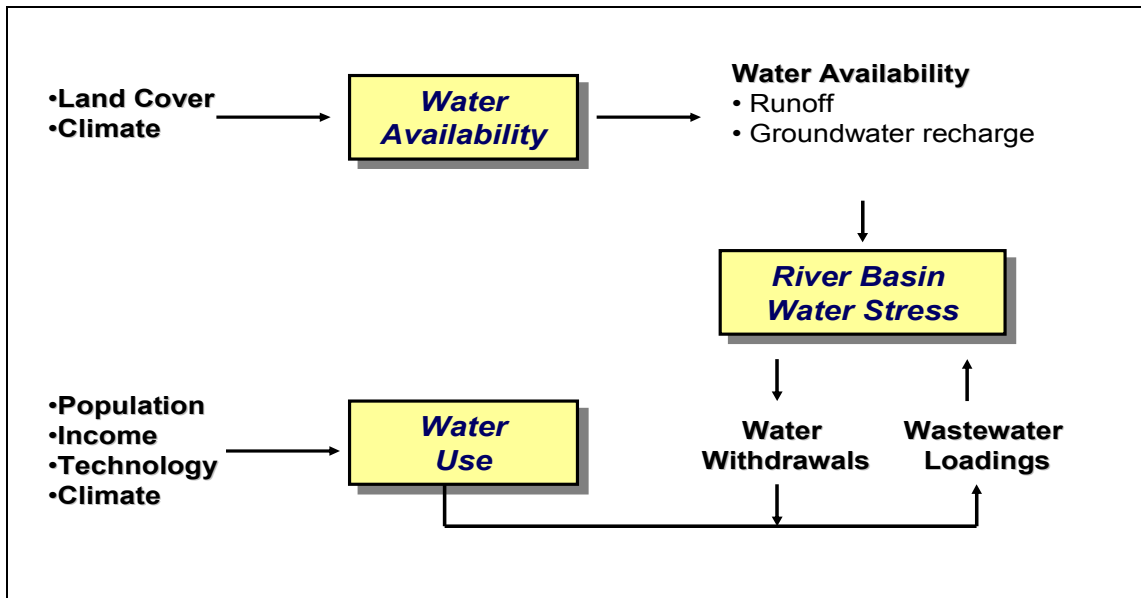 •Land Cover
•Climate
Water
Availability
Water Availability
• Runoff
• Groundwater recharge
River Basin
Water Stress
•Population
•Income
•Technology
•Climate
Water
Use
Water
Withdrawals
Wastewater
Loadings